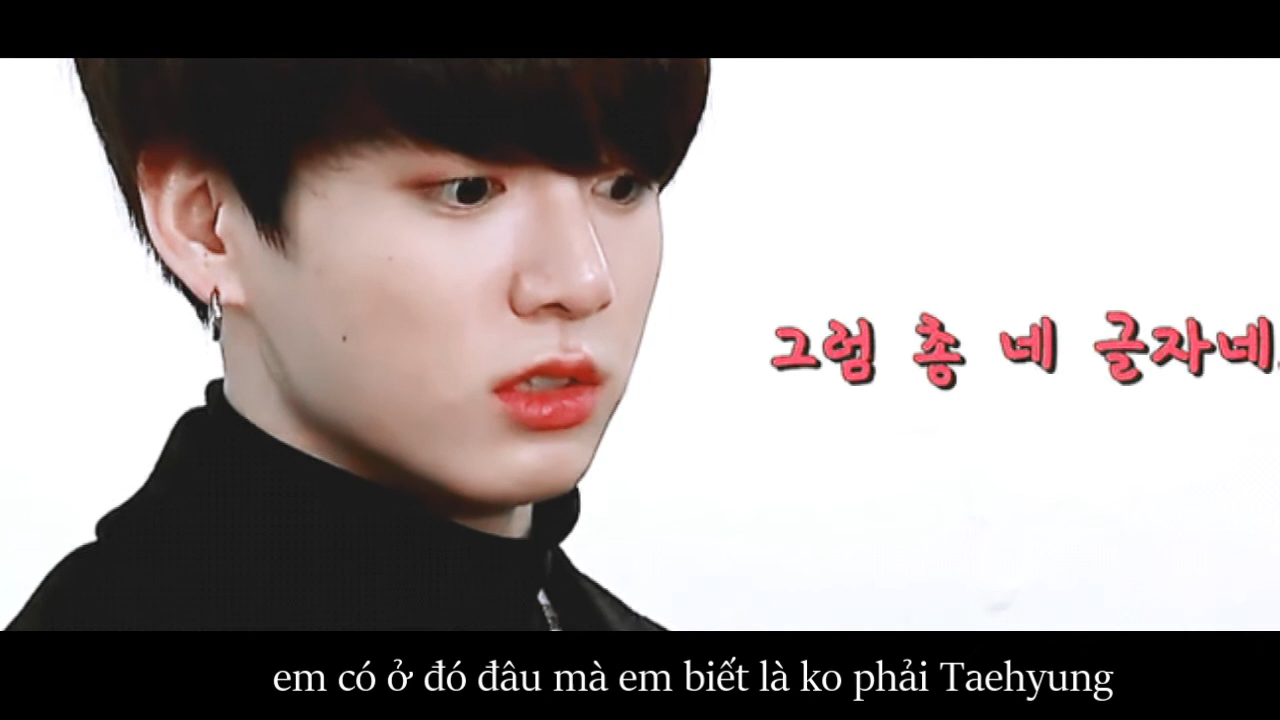 그럼 총 네 글자네
em có ở đó đâu mà em biết là ko phải Taehyung